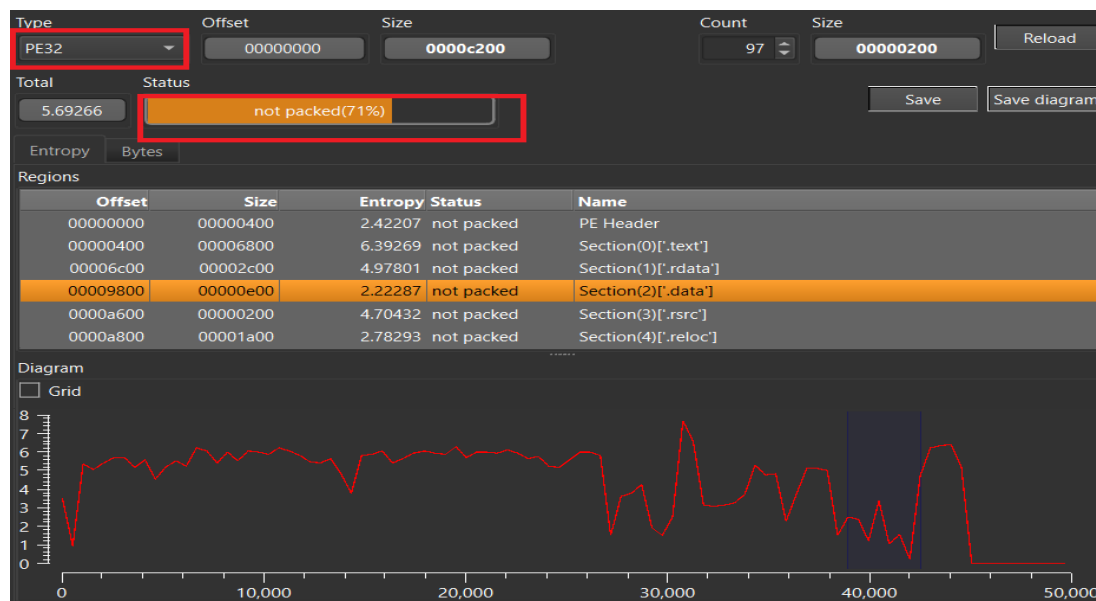 Type Offset Size Count Size
PE32 00000000 0000c200 97 00000200 Reload
Total Status
5.69266 not packed(71%) Save Save diagram
Entropy Bytes
Regions
Offset Size Entropy Status Name
00000000 00000400 2.42207 not packed PE Header
00000400 00006800 6.39269 not packed Section(0)['.text']
00006c00 00002c00 4.97801 not packed Section(1)['.rdata']
00009800 00000e00 2.22287 not packed Section(2)['.data']
0000a600 00000200 4.70432 not packed Section(3)['.rsrc']
0000a800 00001a00 2.78293 not packed Section(4)['.reloc']
Diagram
Grid
8
7
6
5
4
3
2
1
0
0 10,000 20,000 30,000 40,000 50,000